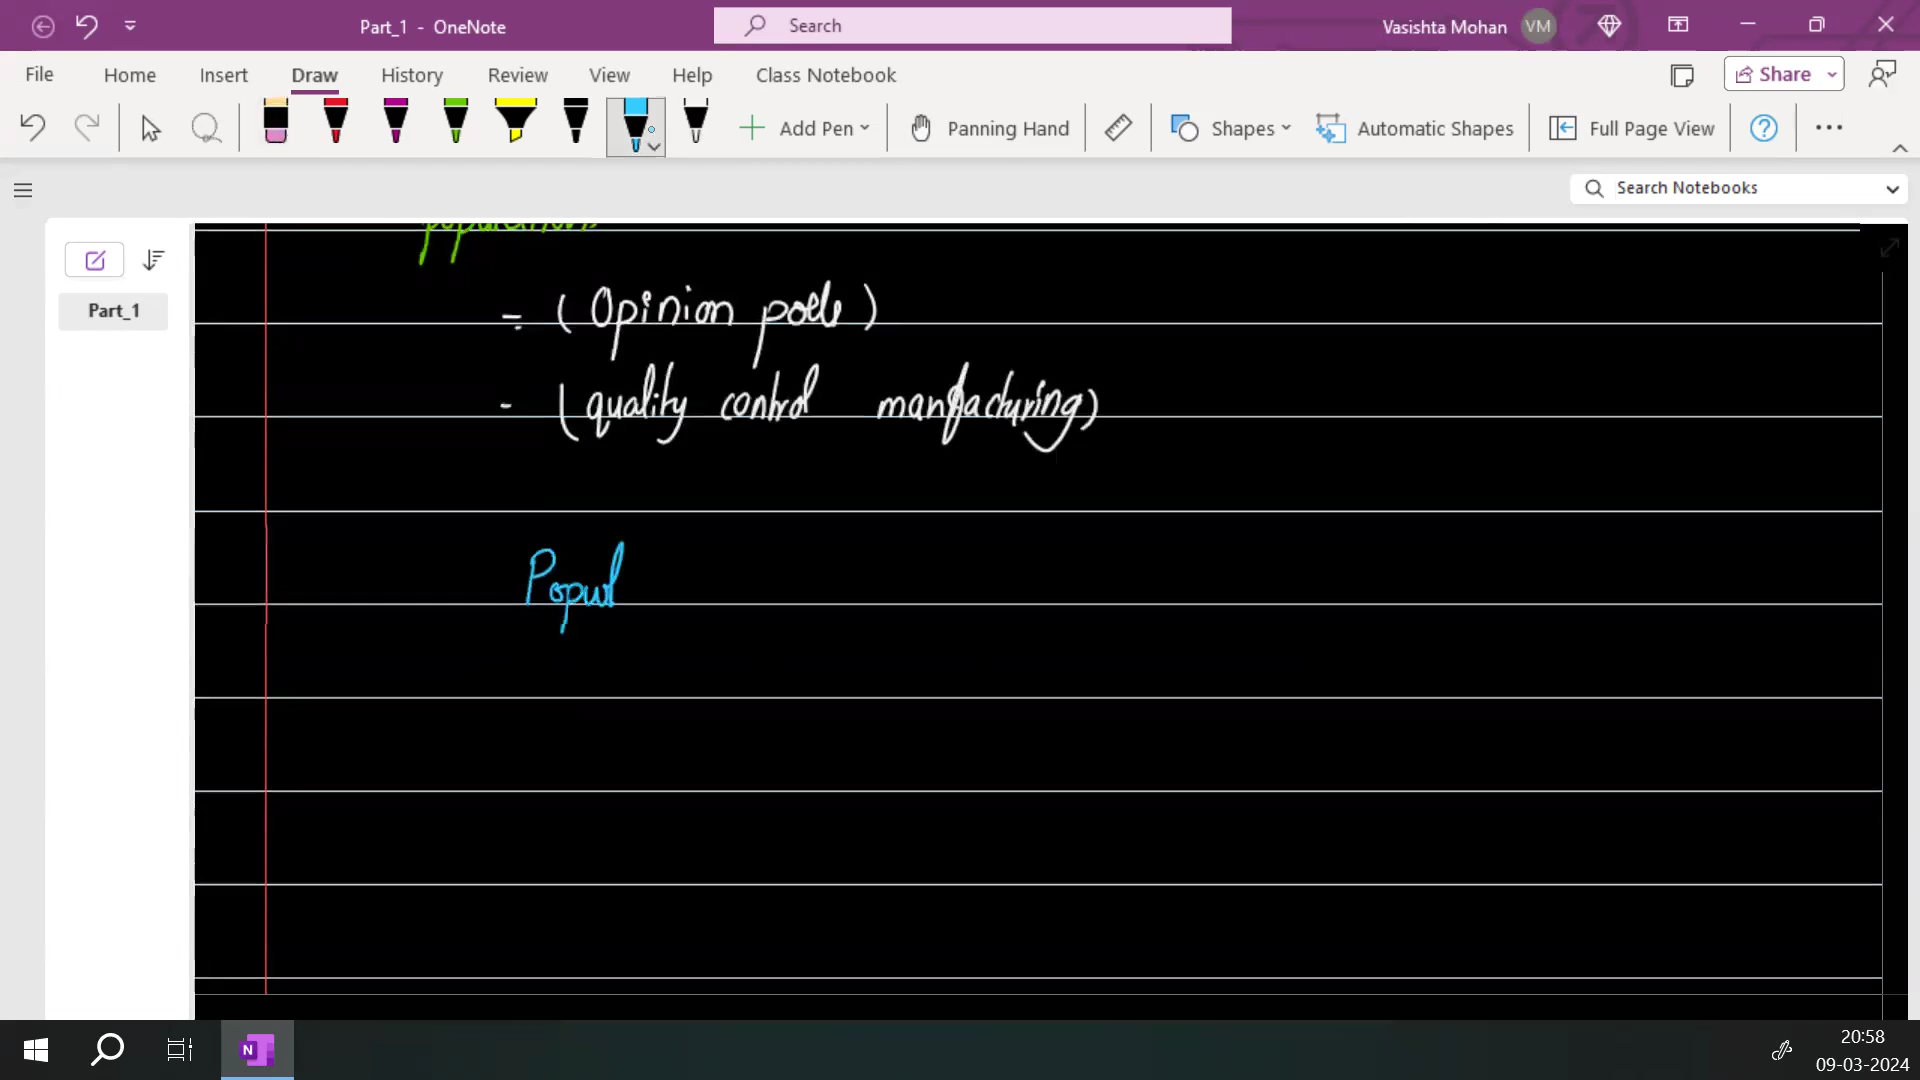 Part_1 - OneNote
Search
Vasishta Mohan
VM
File Home Insert Draw History Review View Help Class Notebook
Share
Add Pen
Panning Hand
Shapes
Automatic Shapes
Full Page View
Search Notebooks
Part_1
= (Opinion polls)
- (quality control manfacturing)
Popul
N
20:58
09-03-2024